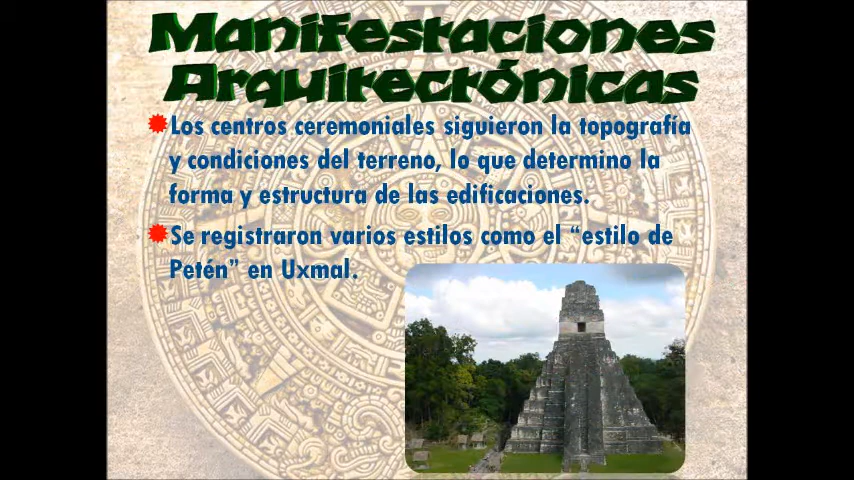 Manifestaciones
Arquitectónicas
Los centros ceremoniales siguieron la topografía
y condiciones del terreno, lo que determino la
forma y estructura de las edificaciones.
Se registraron varios estilos como el “estilo de
Petén” en Uxmal.